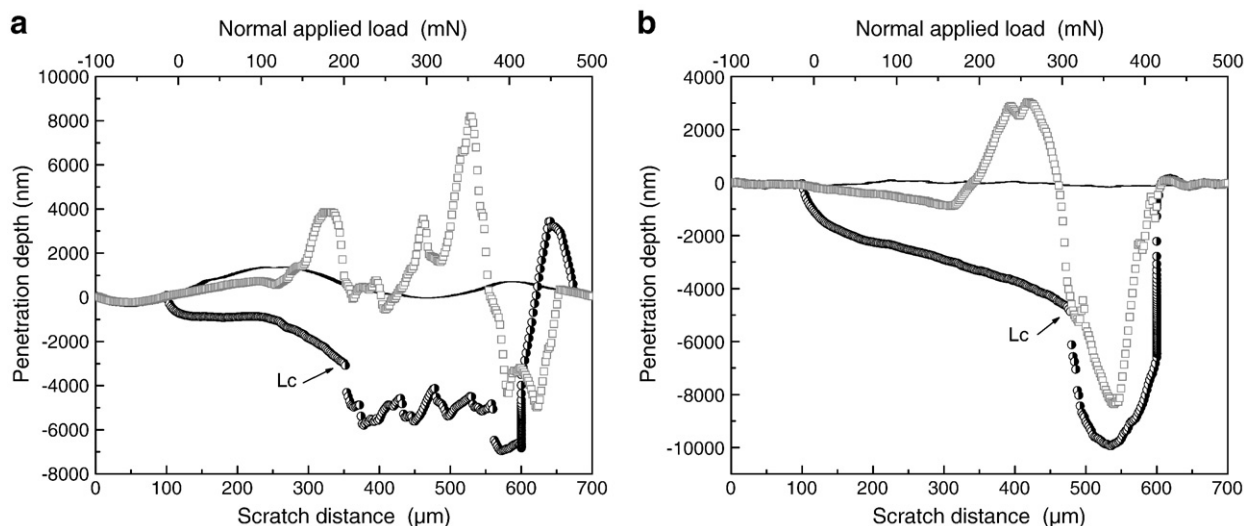 a
Normal applied load (mN)
-100 0 100 200 300 400 500
10000
8000
6000
4000
2000
0
-2000
-4000
-6000
-8000
Penetration depth (nm)
Lc
0 100 200 300 400 500 600 700
Scratch distance (µm)
b
Normal applied load (mN)
-100 0 100 200 300 400 500
4000
2000
0
-2000
-4000
-6000
-8000
-10000
Penetration depth (nm)
Lc
0 100 200 300 400 500 600 700
Scratch distance (µm)